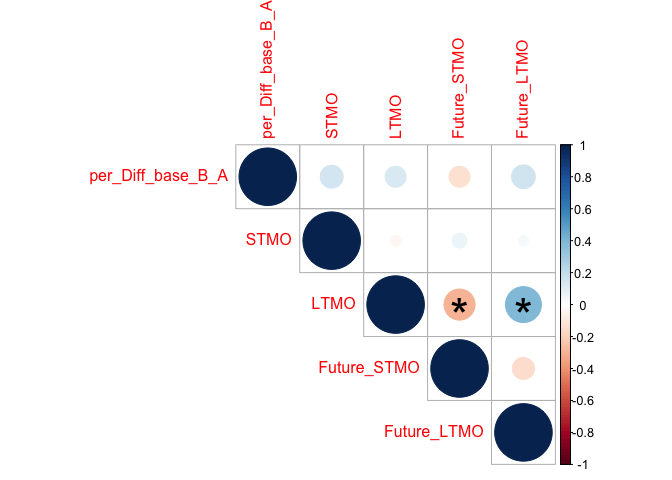 per_Diff_base_B_A
STMO
LTMO
Future_STMO
Future_LTMO
per_Diff_base_B_A
STMO
LTMO
Future_STMO
Future_LTMO
* *
1
0.8
0.6
0.4
0.2
0
-0.2
-0.4
-0.6
-0.8
-1